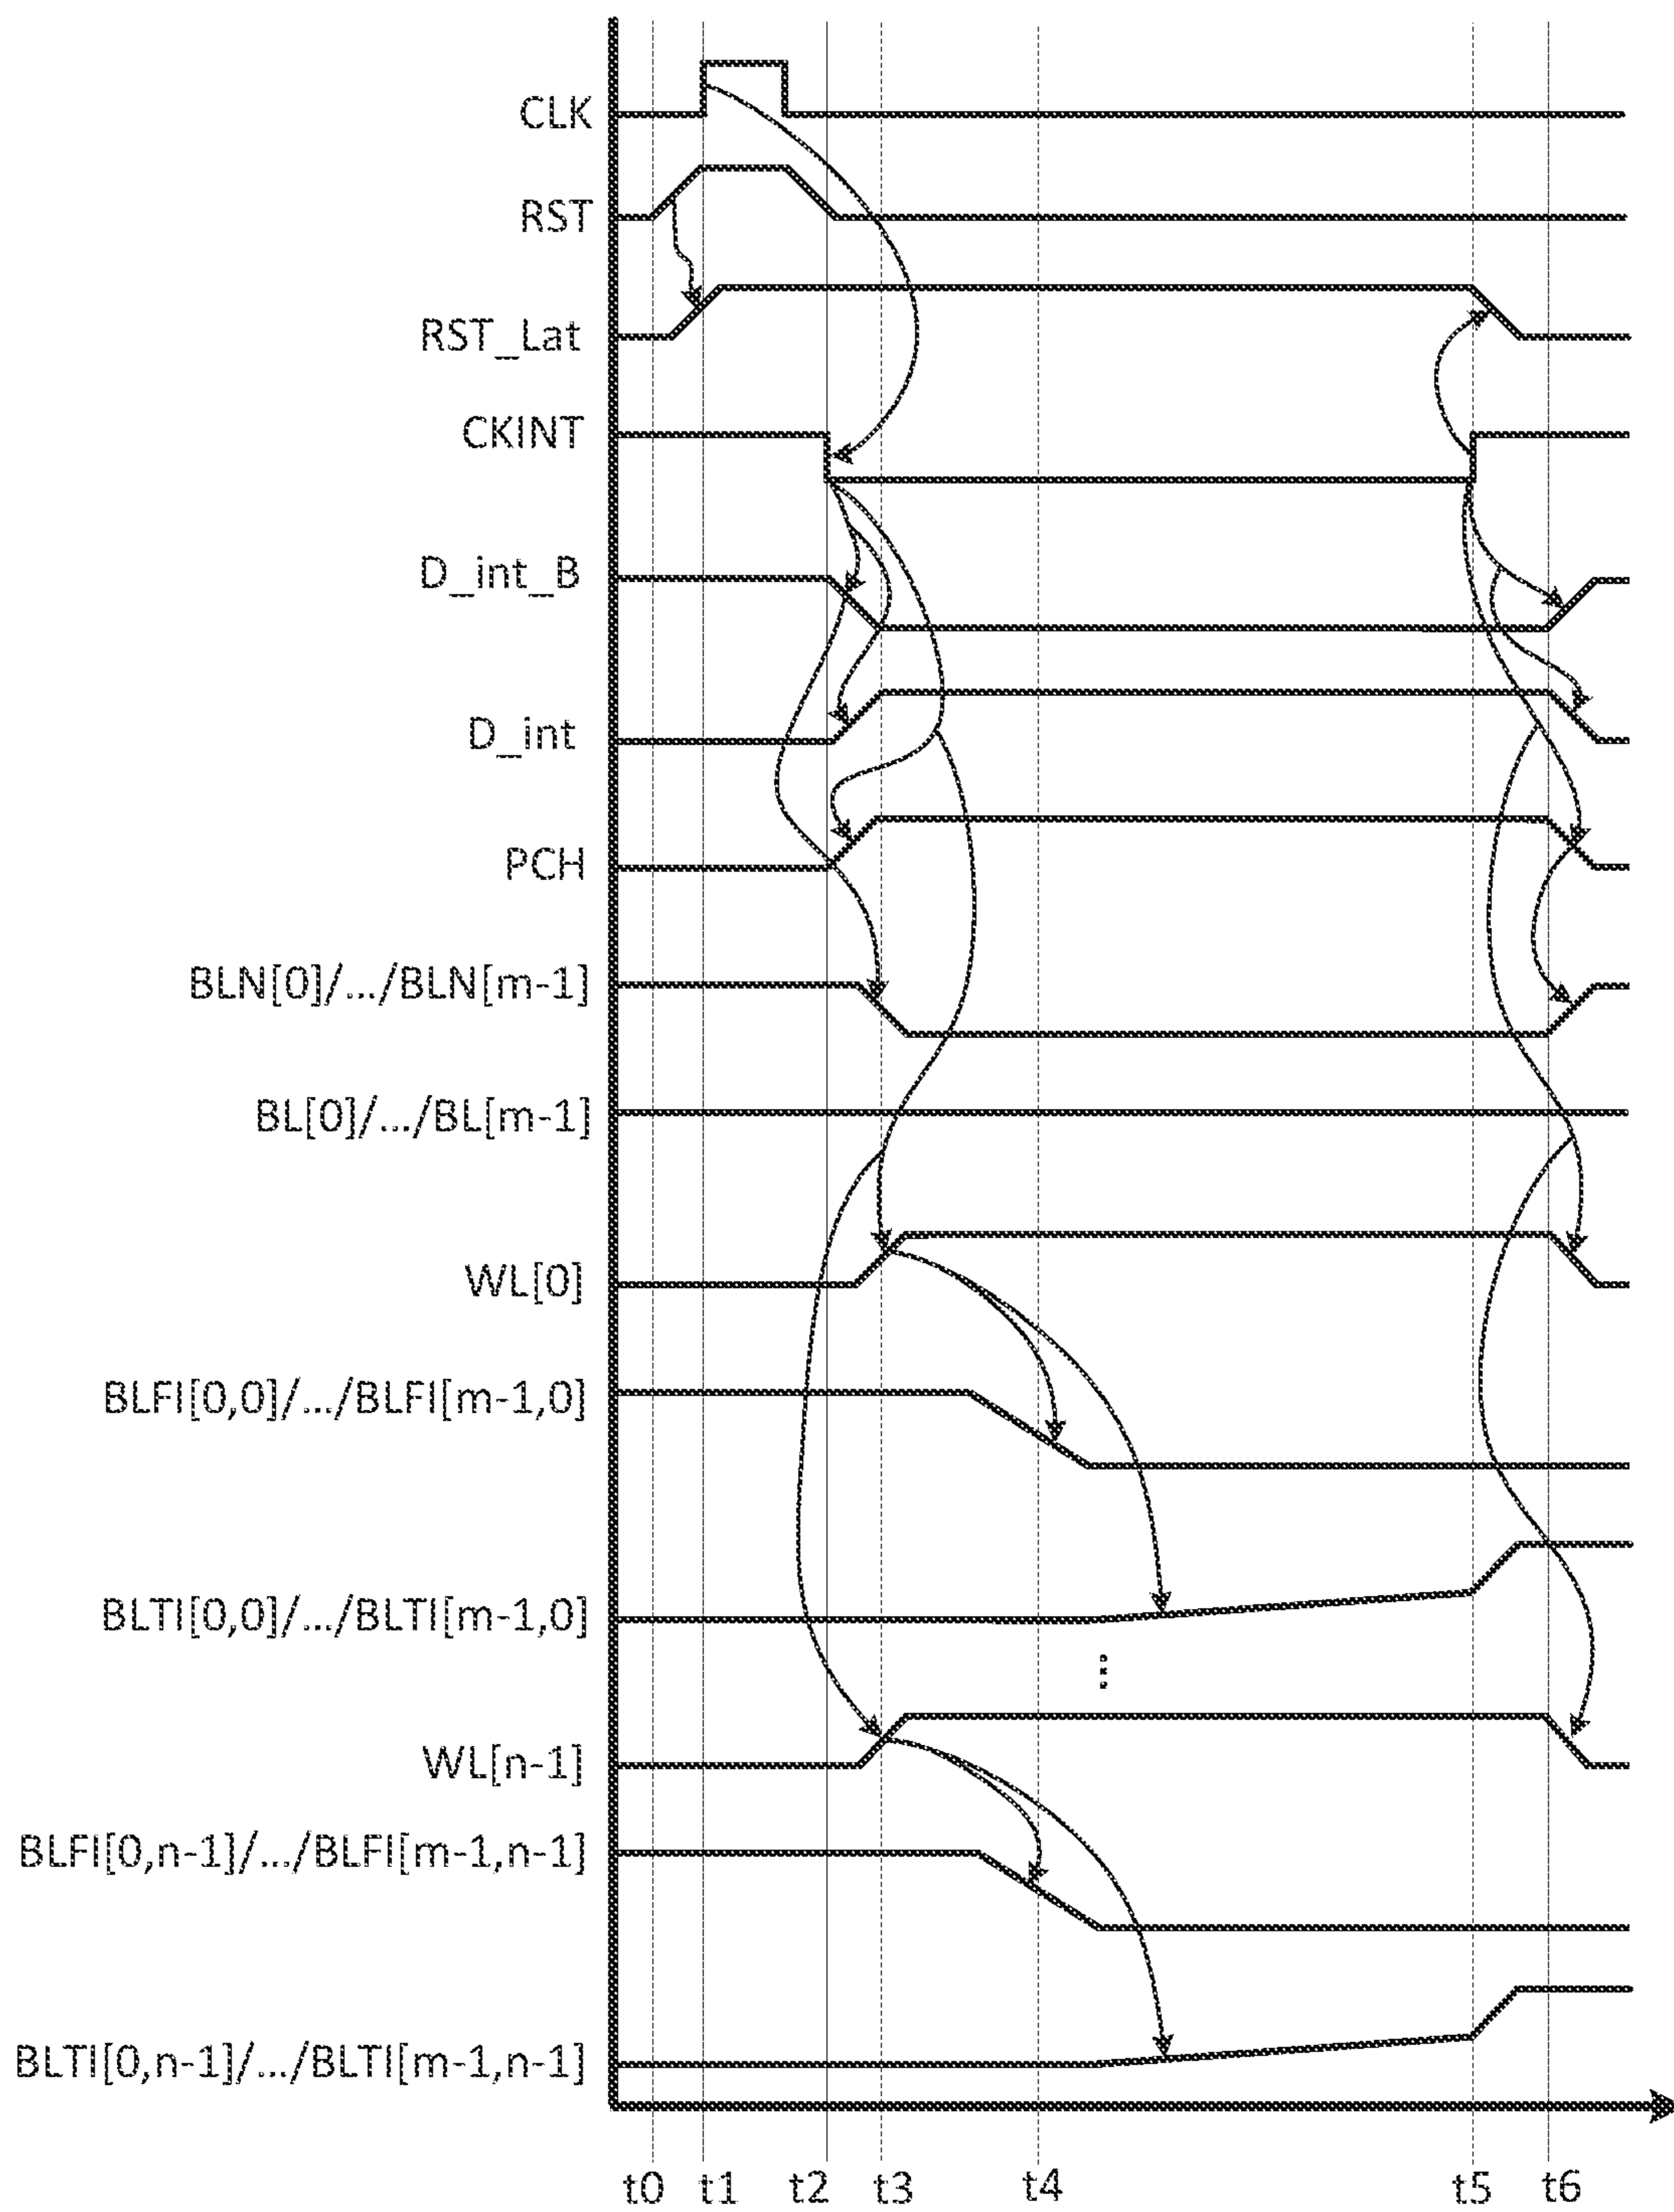 CLK
RST
RST_Lat
CKINT
D_int_B
D_int
PCH
BLN[0]/.../BLN[m-1]
BL[0]/.../BL[m-1]
WL[0]
BLFI[0,0]/.../BLFI[m-1,0]
BLTI[0,0]/.../BLTI[m-1,0]
WL[n-1]
BLFI[0,n-1]/.../BLFI[m-1,n-1]
BLTI[0,n-1]/.../BLTI[m-1,n-1]
t0 t1 t2 t3 t4 t5 t6